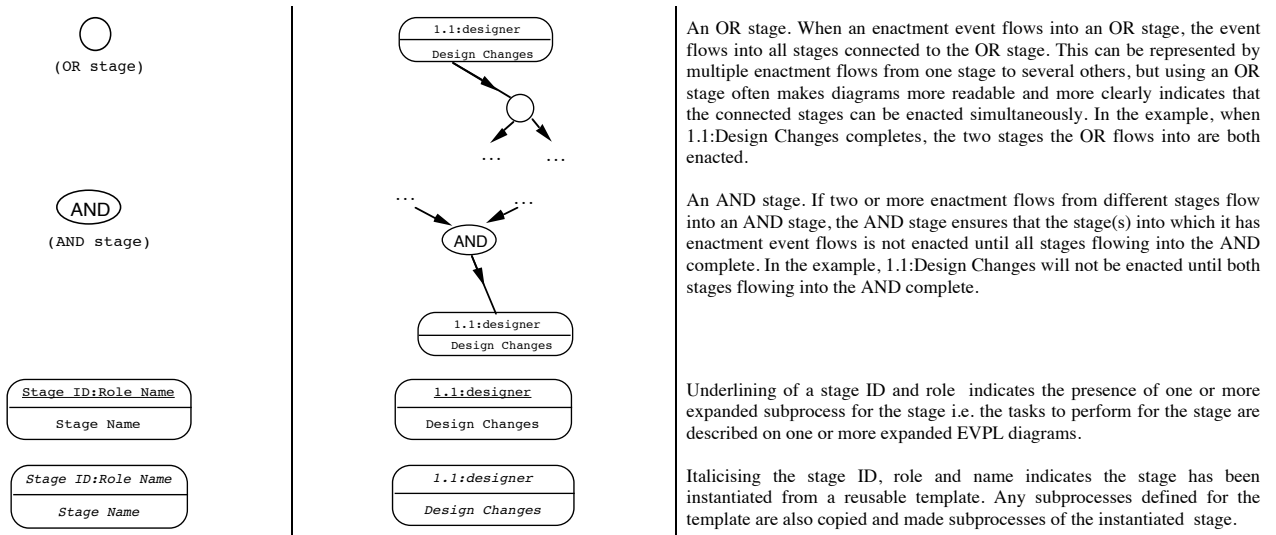 (OR stage)
1.1:designer
Design Changes
... ...
An OR stage. When an enactment event flows into an OR stage, the event
flows into all stages connected to the OR stage. This can be represented by
multiple enactment flows from one stage to several others, but using an OR
stage often makes diagrams more readable and more clearly indicates that
the connected stages can be enacted simultaneously. In the example, when
1.1:Design Changes completes, the two stages the OR flows into are both
enacted.
AND
(AND stage)
... ...
AND
1.1:designer
Design Changes
An AND stage. If two or more enactment flows from different stages flow
into an AND stage, the AND stage ensures that the stage(s) into which it has
enactment event flows is not enacted until all stages flowing into the AND
complete. In the example, 1.1:Design Changes will not be enacted until both
stages flowing into the AND complete.
Stage ID:Role Name
Stage Name
1.1:designer
Design Changes
Underlining of a stage ID and role indicates the presence of one or more
expanded subprocess for the stage i.e. the tasks to perform for the stage are
described on one or more expanded EVPL diagrams.
Stage ID:Role Name
Stage Name
1.1:designer
Design Changes
Italicising the stage ID, role and name indicates the stage has been
instantiated from a reusable template. Any subprocesses defined for the
template are also copied and made subprocesses of the instantiated stage.